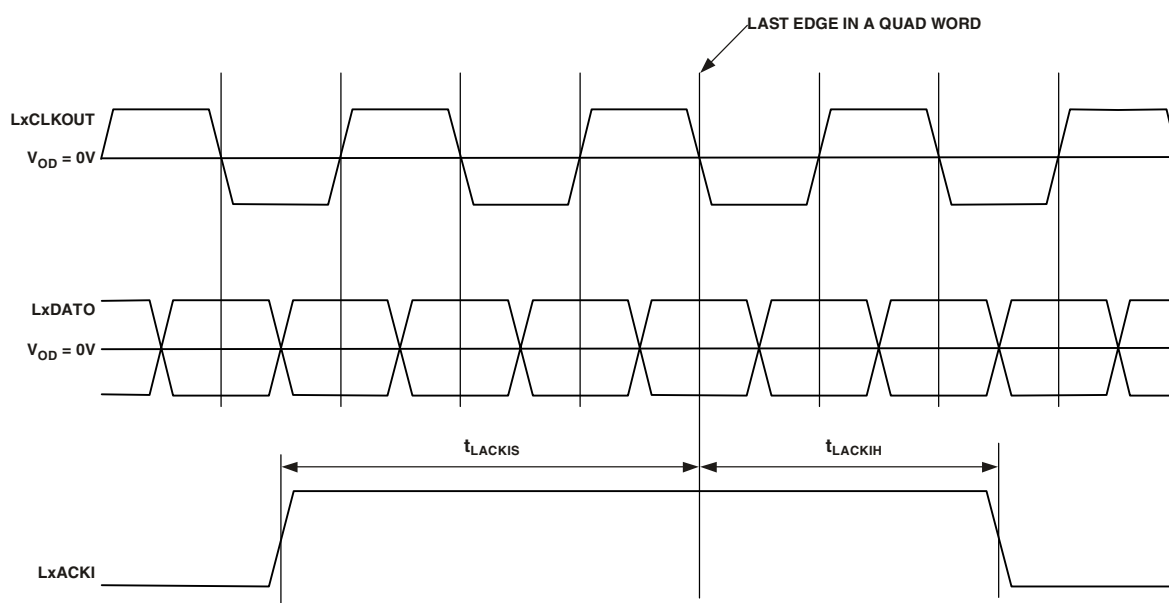 LAST EDGE IN A QUAD WORD
LxCLKOUT
VOD = 0V
LxDATO
VOD = 0V
tLACKIS
tLACKIH
LxACKI